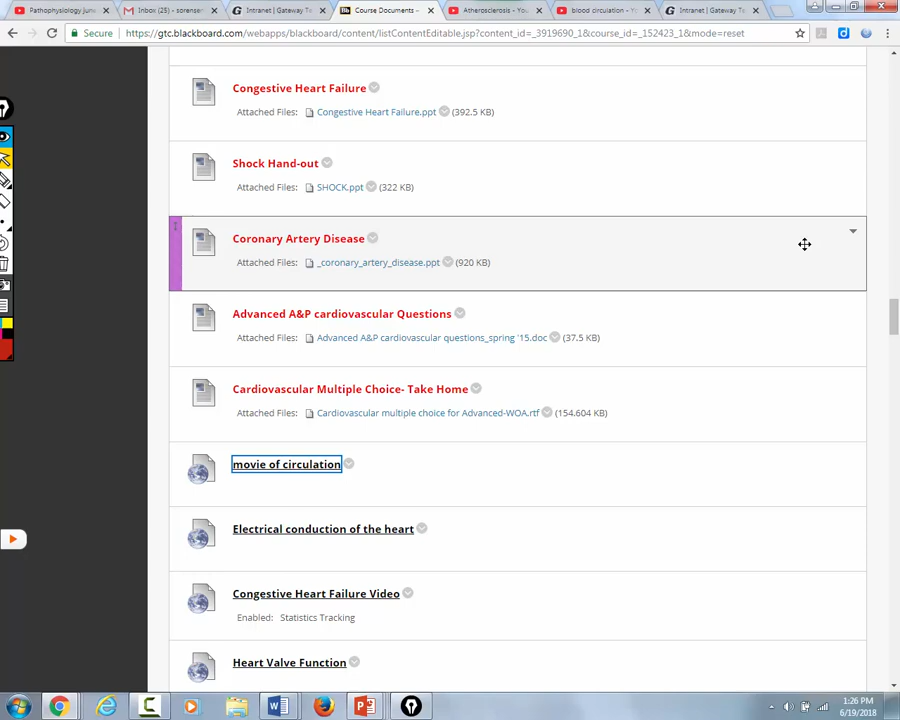 Pathophysiology June
Inbox (25) - sorensen
Intranet | Gateway Te
Course Documents –
Atherosclerosis - You
blood circulation - You
Intranet | Gateway Te
Secure
https://gtc.blackboard.com/webapps/blackboard/content/listContentEditable.jsp?content_id=_3919690_1&course_id=_152423_1&mode=reset
Congestive Heart Failure
Attached Files: Congestive Heart Failure.ppt (392.5 KB)
Shock Hand-out
Attached Files: SHOCK.ppt (322 KB)
Coronary Artery Disease
Attached Files: _coronary_artery_disease.ppt (920 KB)
Advanced A&P cardiovascular Questions
Attached Files: Advanced A&P cardiovascular questions_spring '15.doc (37.5 KB)
Cardiovascular Multiple Choice- Take Home
Attached Files: Cardiovascular multiple choice for Advanced-WOA.rtf (154.604 KB)
movie of circulation
Electrical conduction of the heart
Congestive Heart Failure Video
Enabled: Statistics Tracking
Heart Valve Function
1:26 PM
6/19/2018